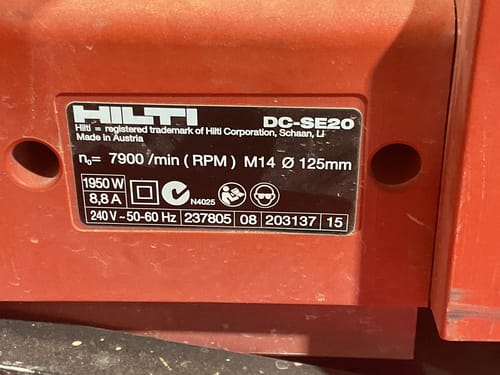 HILTI DC-SE20
Hilti = registered trademark of Hilti Corporation, Schaan, LI
Made in Austria
n₀= 7900 /min ( RPM ) M14 Ø 125mm
1950 W
8,8 A N4025
240 V ~ 50-60 Hz 237805 08 203137 15